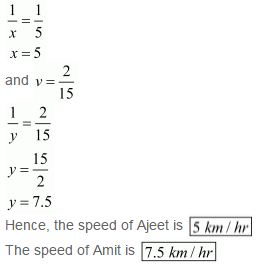 1/x = 1/5
x = 5
and v = 2/15
1/y = 2/15
y = 15/2
y = 7.5
Hence, the speed of Ajeet is 5 km / hr
The speed of Amit is 7.5 km / hr